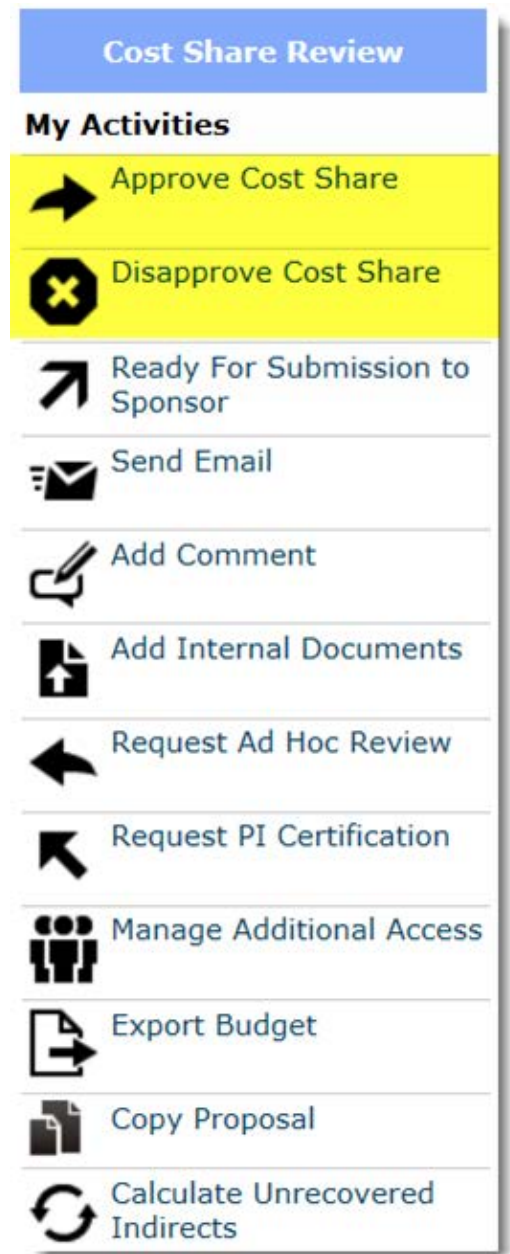 Cost Share Review
My Activities
Approve Cost Share
Disapprove Cost Share
Ready For Submission to
Sponsor
Send Email
Add Comment
Add Internal Documents
Request Ad Hoc Review
Request PI Certification
Manage Additional Access
Export Budget
Copy Proposal
Calculate Unrecovered
Indirects